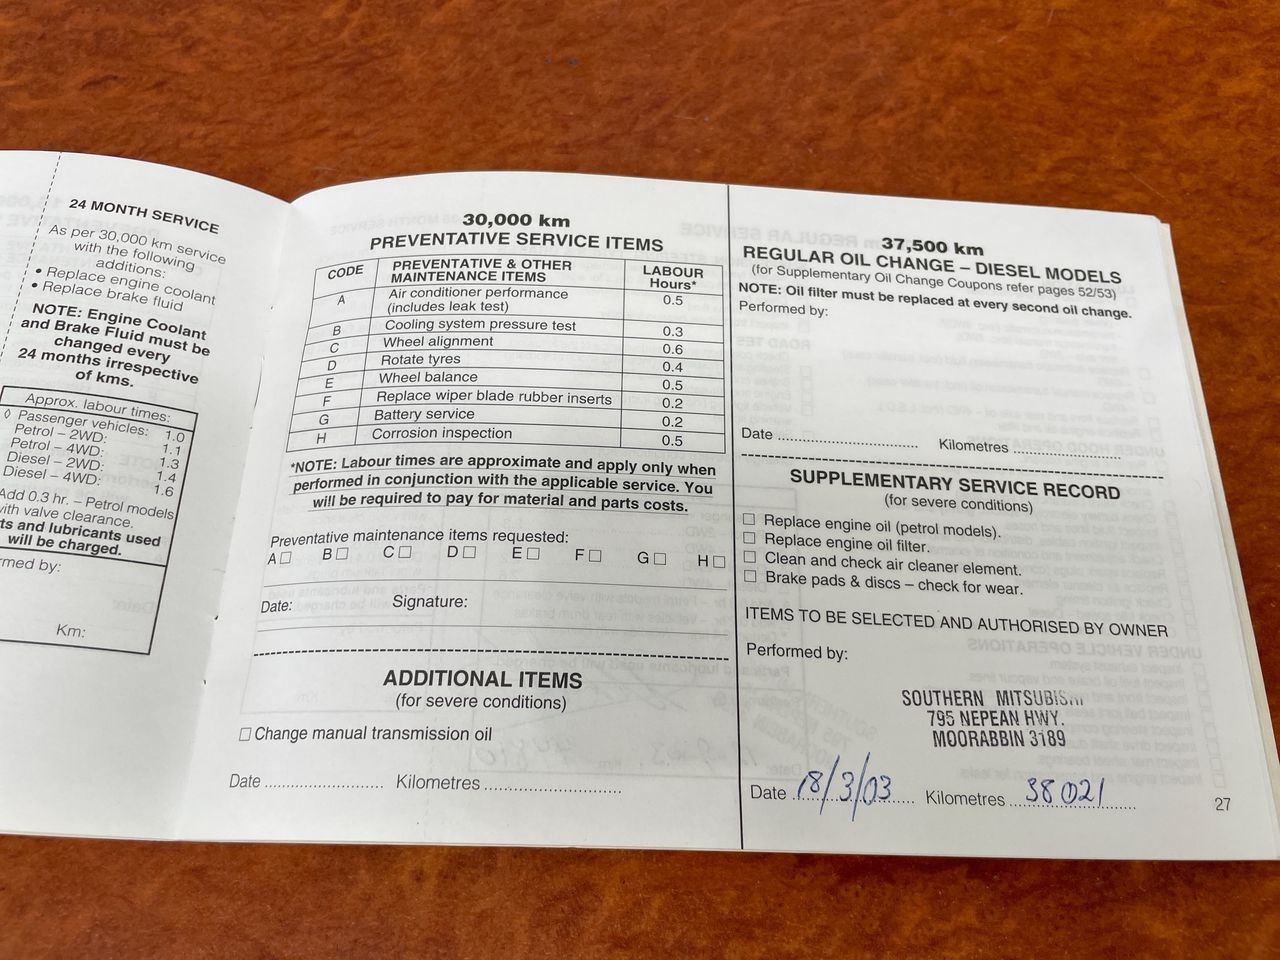 24 MONTH SERVICE
As per 30,000 km service
with the following
additions:
• Replace engine coolant
• Replace brake fluid
NOTE: Engine Coolant
and Brake Fluid must be
changed every
24 months irrespective
of kms.
Approx. labour times:
◊ Passenger vehicles: 1.0
Petrol – 2WD: 1.1
Petrol – 4WD: 1.3
Diesel – 2WD: 1.4
Diesel – 4WD: 1.6
Add 0.3 hr. – Petrol models
with valve clearance.
ts and lubricants used
will be charged.
rmed by:
Km:
30,000 km
PREVENTATIVE SERVICE ITEMS
CODE PREVENTATIVE & OTHER MAINTENANCE ITEMS LABOUR Hours*
A Air conditioner performance (includes leak test) 0.5
B Cooling system pressure test 0.3
C Wheel alignment 0.6
D Rotate tyres 0.4
E Wheel balance 0.5
F Replace wiper blade rubber inserts 0.2
G Battery service 0.2
H Corrosion inspection 0.5
*NOTE: Labour times are approximate and apply only when
performed in conjunction with the applicable service. You
will be required to pay for material and parts costs.
Preventative maintenance items requested:
A☐ B☐ C☐ D☐ E☐ F☐ G☐ H☐
Date: Signature:
ADDITIONAL ITEMS
(for severe conditions)
☐ Change manual transmission oil
Date ........................ Kilometres ...........................
37,500 km
REGULAR OIL CHANGE – DIESEL MODELS
(for Supplementary Oil Change Coupons refer pages 52/53)
NOTE: Oil filter must be replaced at every second oil change.
Performed by:
Date ........................... Kilometres ...........................
SUPPLEMENTARY SERVICE RECORD
(for severe conditions)
☐ Replace engine oil (petrol models).
☐ Replace engine oil filter.
☐ Clean and check air cleaner element.
☐ Brake pads & discs – check for wear.
ITEMS TO BE SELECTED AND AUTHORISED BY OWNER
Performed by:
SOUTHERN MITSUBISHI
795 NEPEAN HWY.
MOORABBIN 3189
Date 18/3/03 Kilometres 38021
27